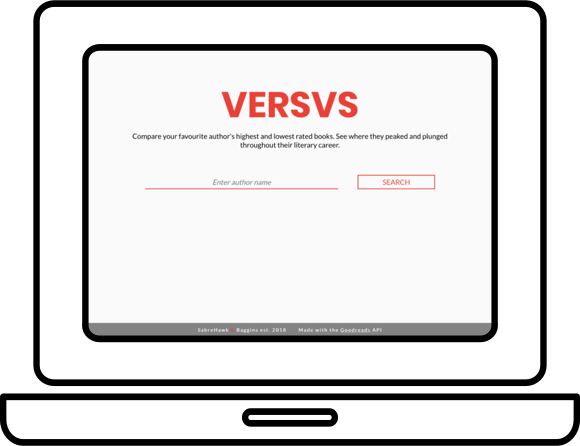 VERSVS
Compare your favourite author's highest and lowest rated books. See where they peaked and plunged
throughout their literary career.
Enter author name
SEARCH
SabreHawk Baggins est. 2018 Made with the Goodreads API